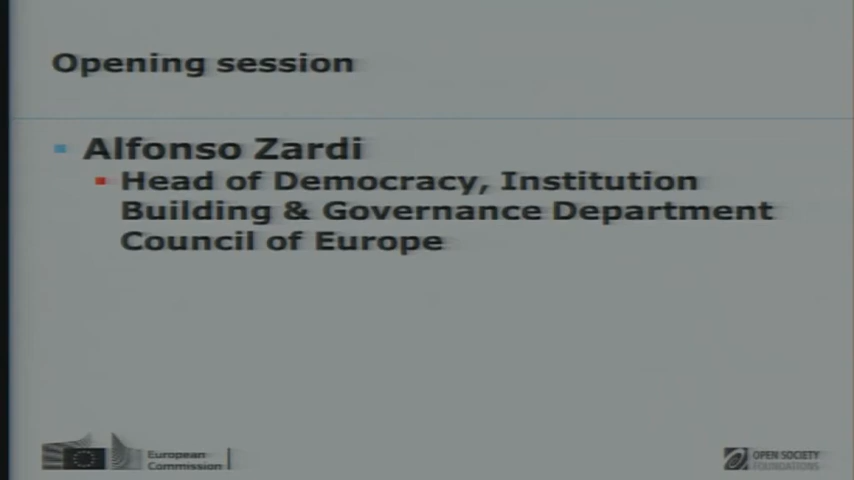 Opening session
Alfonso Zardi
Head of Democracy, Institution
Building & Governance Department
Council of Europe
European
Commission
OPEN SOCIETY
FOUNDATIONS